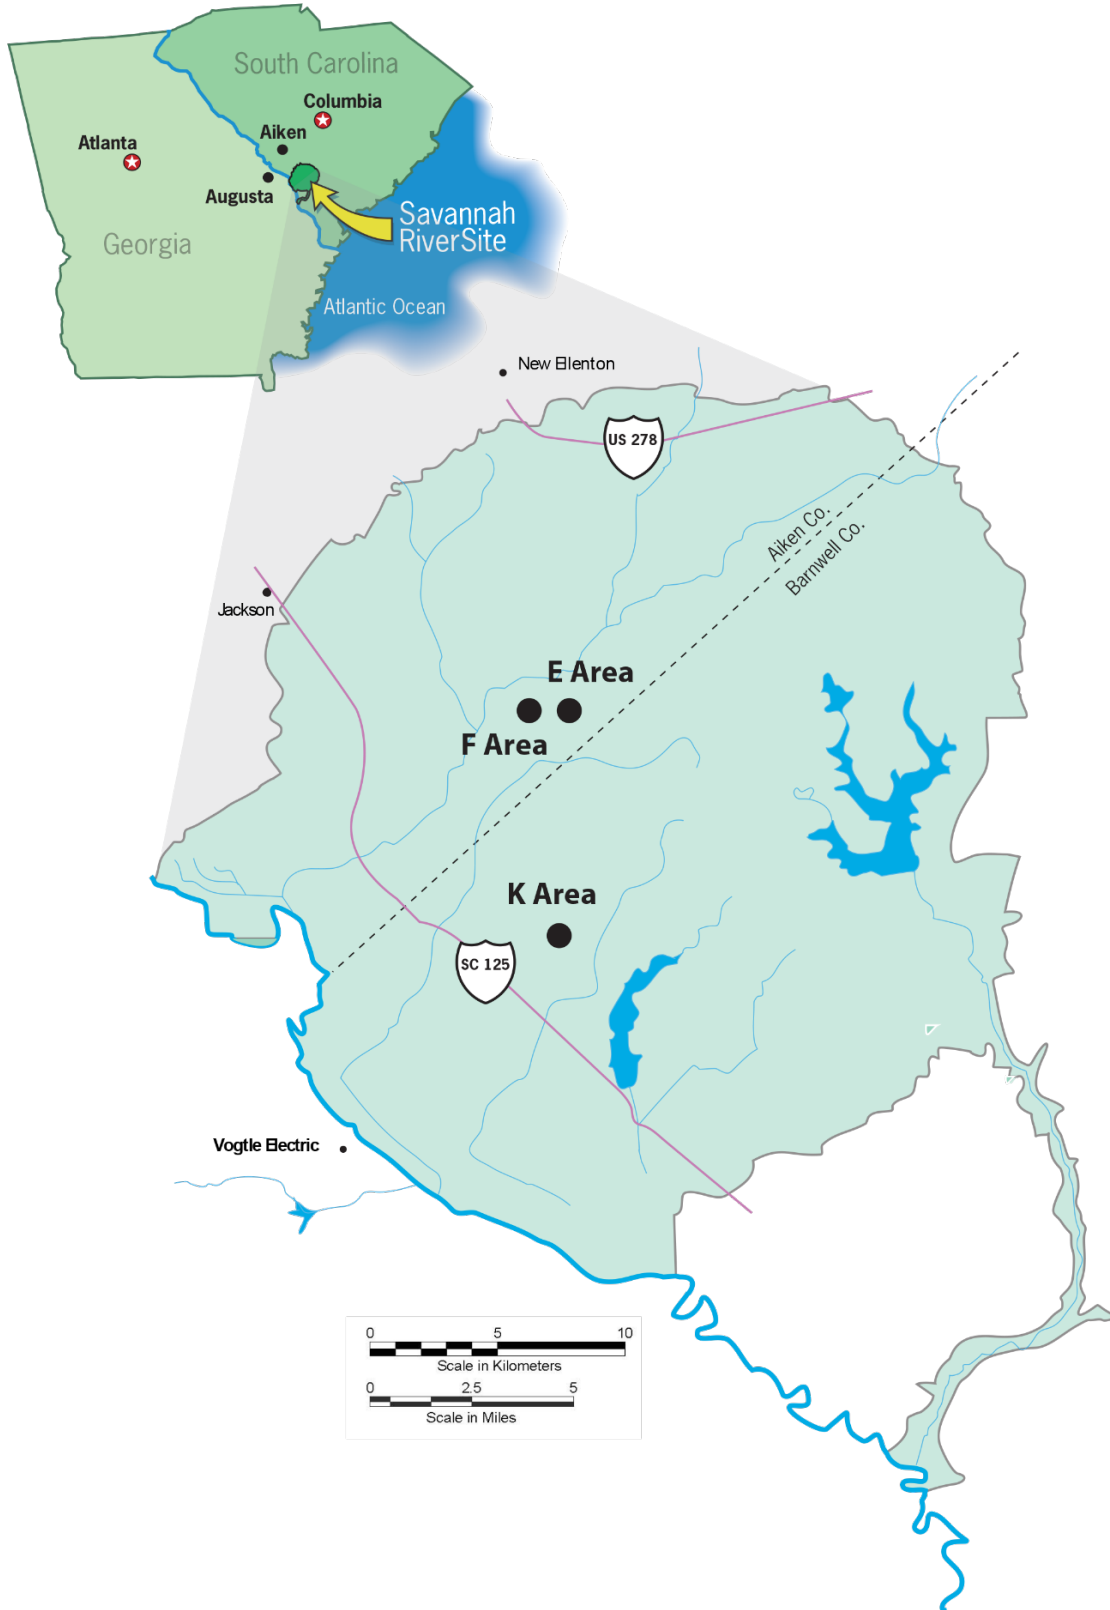 South Carolina
Columbia
Aiken
Atlanta
Augusta
Savannah
RiverSite
Georgia
Atlantic Ocean
New Ellenton
US 278
Aiken Co.
Barnwell Co.
Jackson
E Area
F Area
K Area
SC 125
Vogtle Electric
0 5 10
Scale in Kilometers
0 2.5 5
Scale in Miles